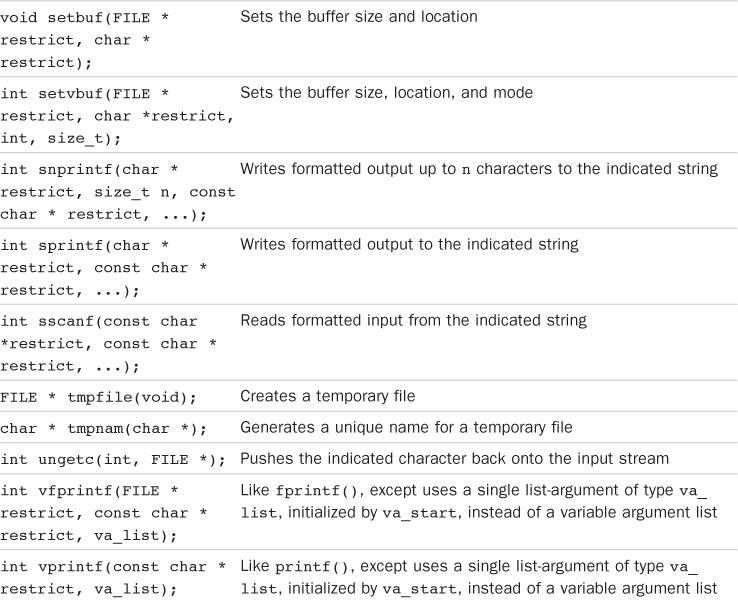 void setbuf(FILE * Sets the buffer size and location
restrict, char *
restrict);
int setvbuf(FILE * Sets the buffer size, location, and mode
restrict, char *restrict,
int, size_t);
int snprintf(char * Writes formatted output up to n characters to the indicated string
restrict, size_t n, const
char * restrict, ...);
int sprintf(char * Writes formatted output to the indicated string
restrict, const char *
restrict, ...);
int sscanf(const char Reads formatted input from the indicated string
*restrict, const char *
restrict, ...);
FILE * tmpfile(void); Creates a temporary file
char * tmpnam(char *); Generates a unique name for a temporary file
int ungetc(int, FILE *); Pushes the indicated character back onto the input stream
int vfprintf(FILE * Like fprintf(), except uses a single list-argument of type va_
restrict, const char * list, initialized by va_start, instead of a variable argument list
restrict, va_list);
int vprintf(const char * Like printf(), except uses a single list-argument of type va_
restrict, va_list); list, initialized by va_start, instead of a variable argument list